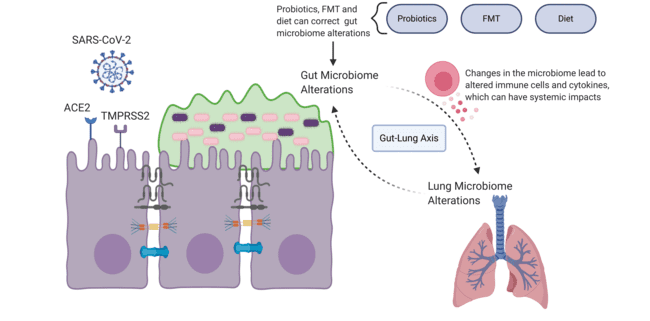 Probiotics, FMT and
diet can correct gut
microbiome alterations
Probiotics
FMT
Diet
SARS-CoV-2
ACE2
TMPRSS2
Gut Microbiome
Alterations
Changes in the microbiome lead to
altered immune cells and cytokines,
which can have systemic impacts
Gut-Lung Axis
Lung Microbiome
Alterations